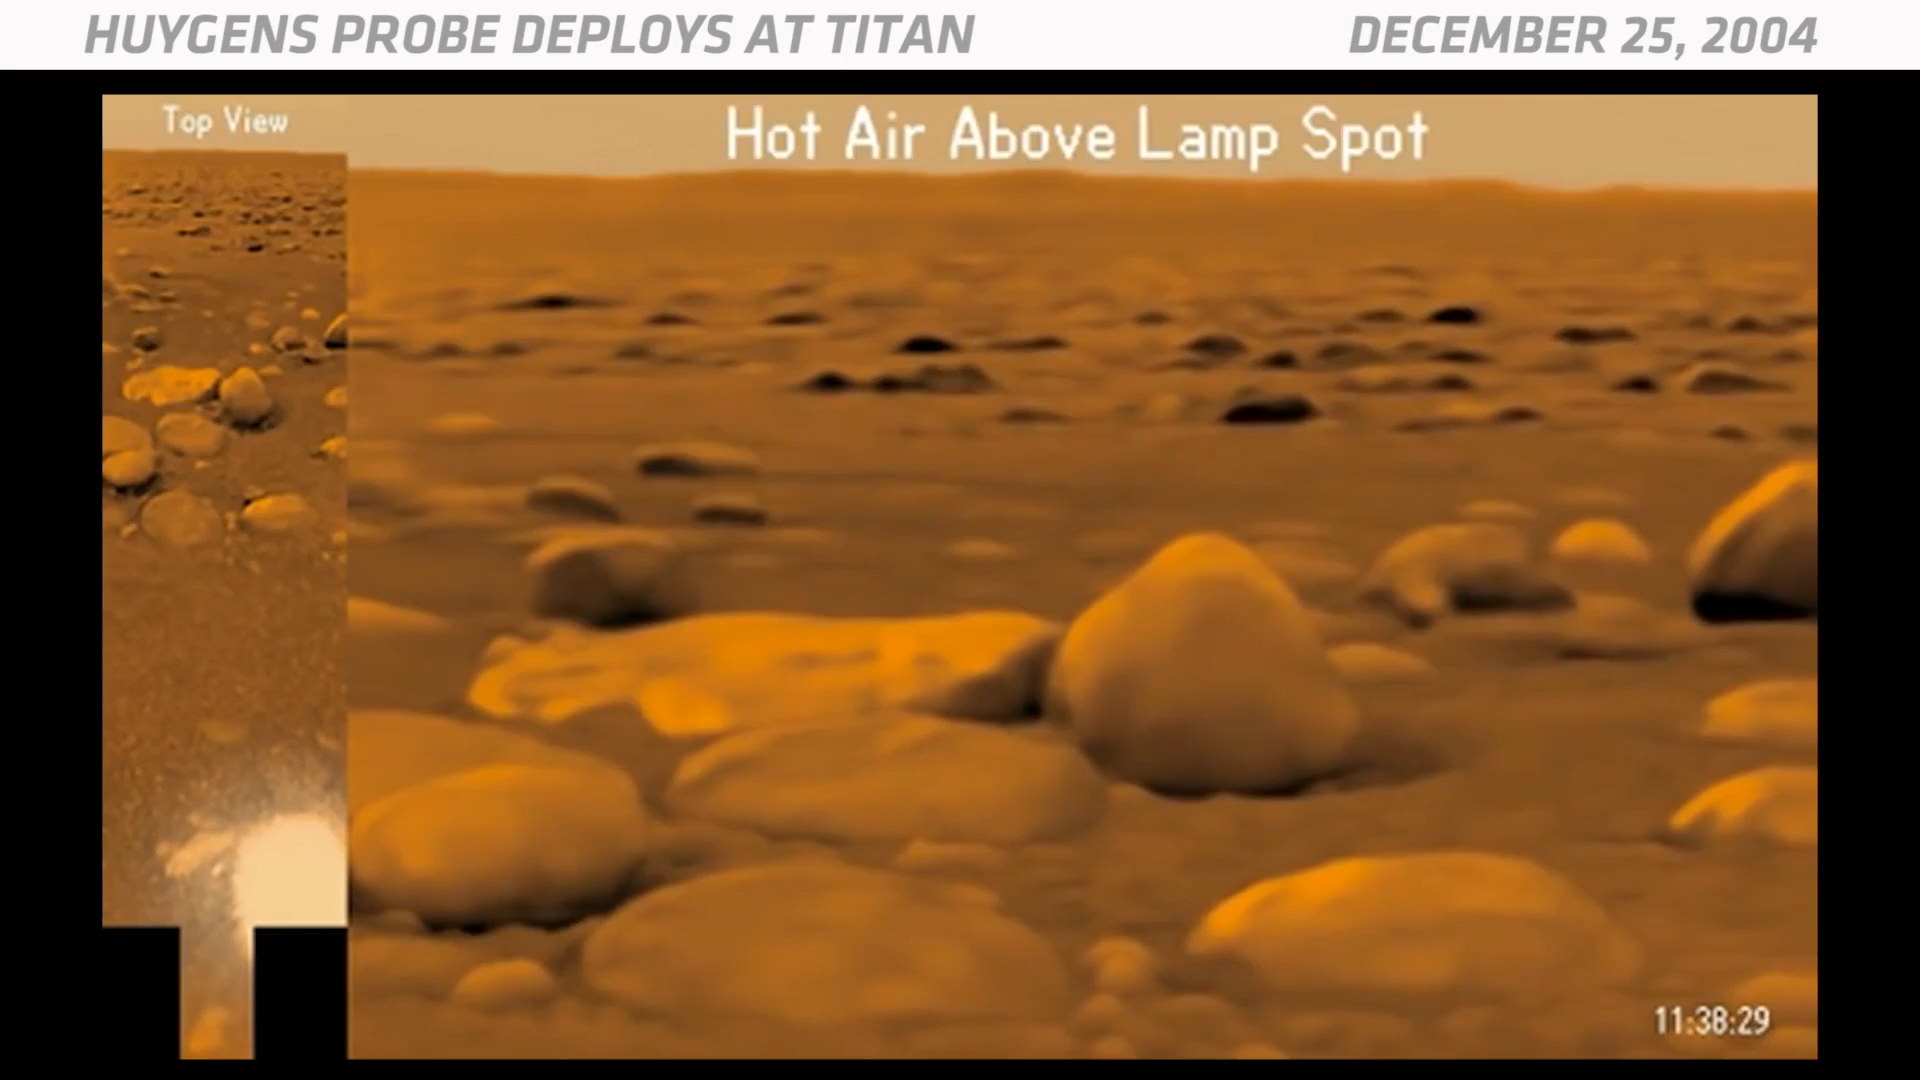 HUYGENS PROBE DEPLOYS AT TITAN
DECEMBER 25, 2004
Top View
Hot Air Above Lamp Spot
11:38:29